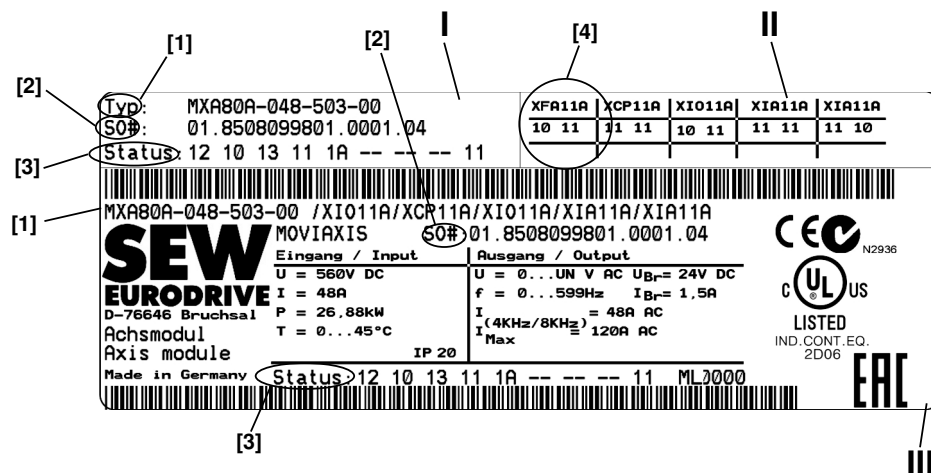 [1]
[2]
I
[2]
[4]
II
Typ: MXA80A-048-503-00
SO#: 01.8508099801.0001.04
[3]
Status: 12 10 13 11 1A -- -- -- 11
XFA11A XCP11A XIO11A XIA11A XIA11A
10 11 11 11 10 11 11 11 11 10
[1]
MXA80A-048-503-00 /XIO11A/XCP11A/XIO11A/XIA11A/XIA11A
SEW
EURODRIVE
D-76646 Bruchsal
Achsmodul
Axis module
Made in Germany
MOVIAXIS SO# 01.8508099801.0001.04
Eingang / Input
U = 560V DC
I = 48A
P = 26,88kW
T = 0...45°C
IP 20
Ausgang / Output
U = 0...UN V AC UBr= 24V DC
f = 0...599Hz IBr= 1,5A
I (4KHz/8KHz) = 48A AC
I Max = 120A AC
Status: 12 10 13 11 1A -- -- -- 11
CE
N2936
C UL US
LISTED
IND.CONT.EQ.
2D06
EAC
[3]
III